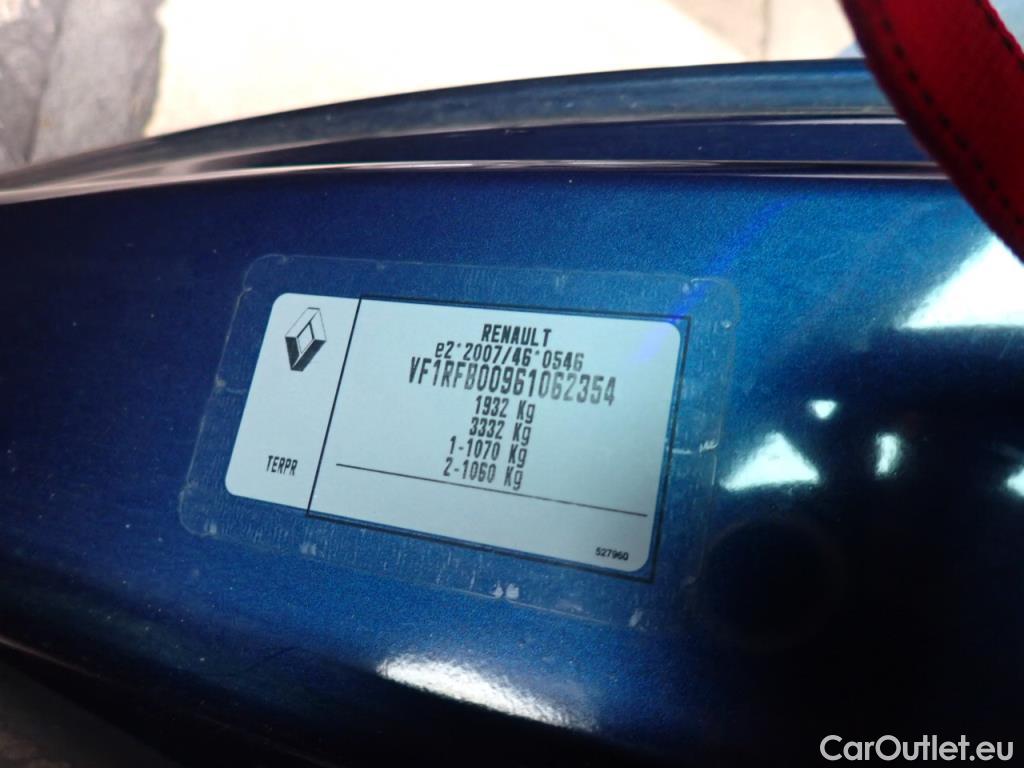 RENAULT
e2*2007/46*0546
VF1RFB00961062354
1932 Kg
3332 Kg
1-1070 Kg
2-1060 Kg
TERPR
527960
CarOutlet.eu